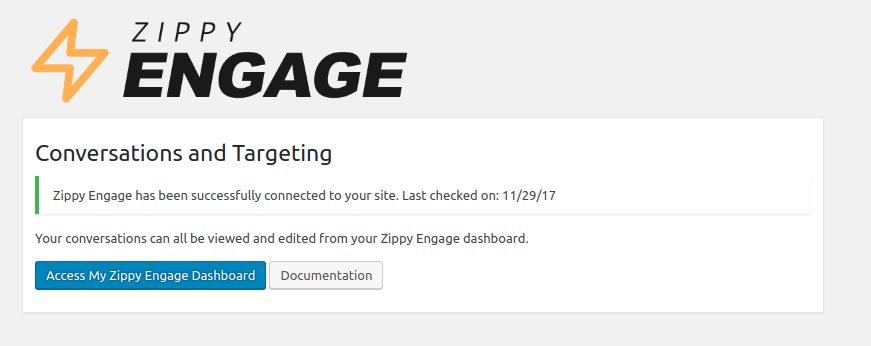 ZIPPY
ENGAGE
Conversations and Targeting
Zippy Engage has been successfully connected to your site. Last checked on: 11/29/17
Your conversations can all be viewed and edited from your Zippy Engage dashboard.
Access My Zippy Engage Dashboard Documentation